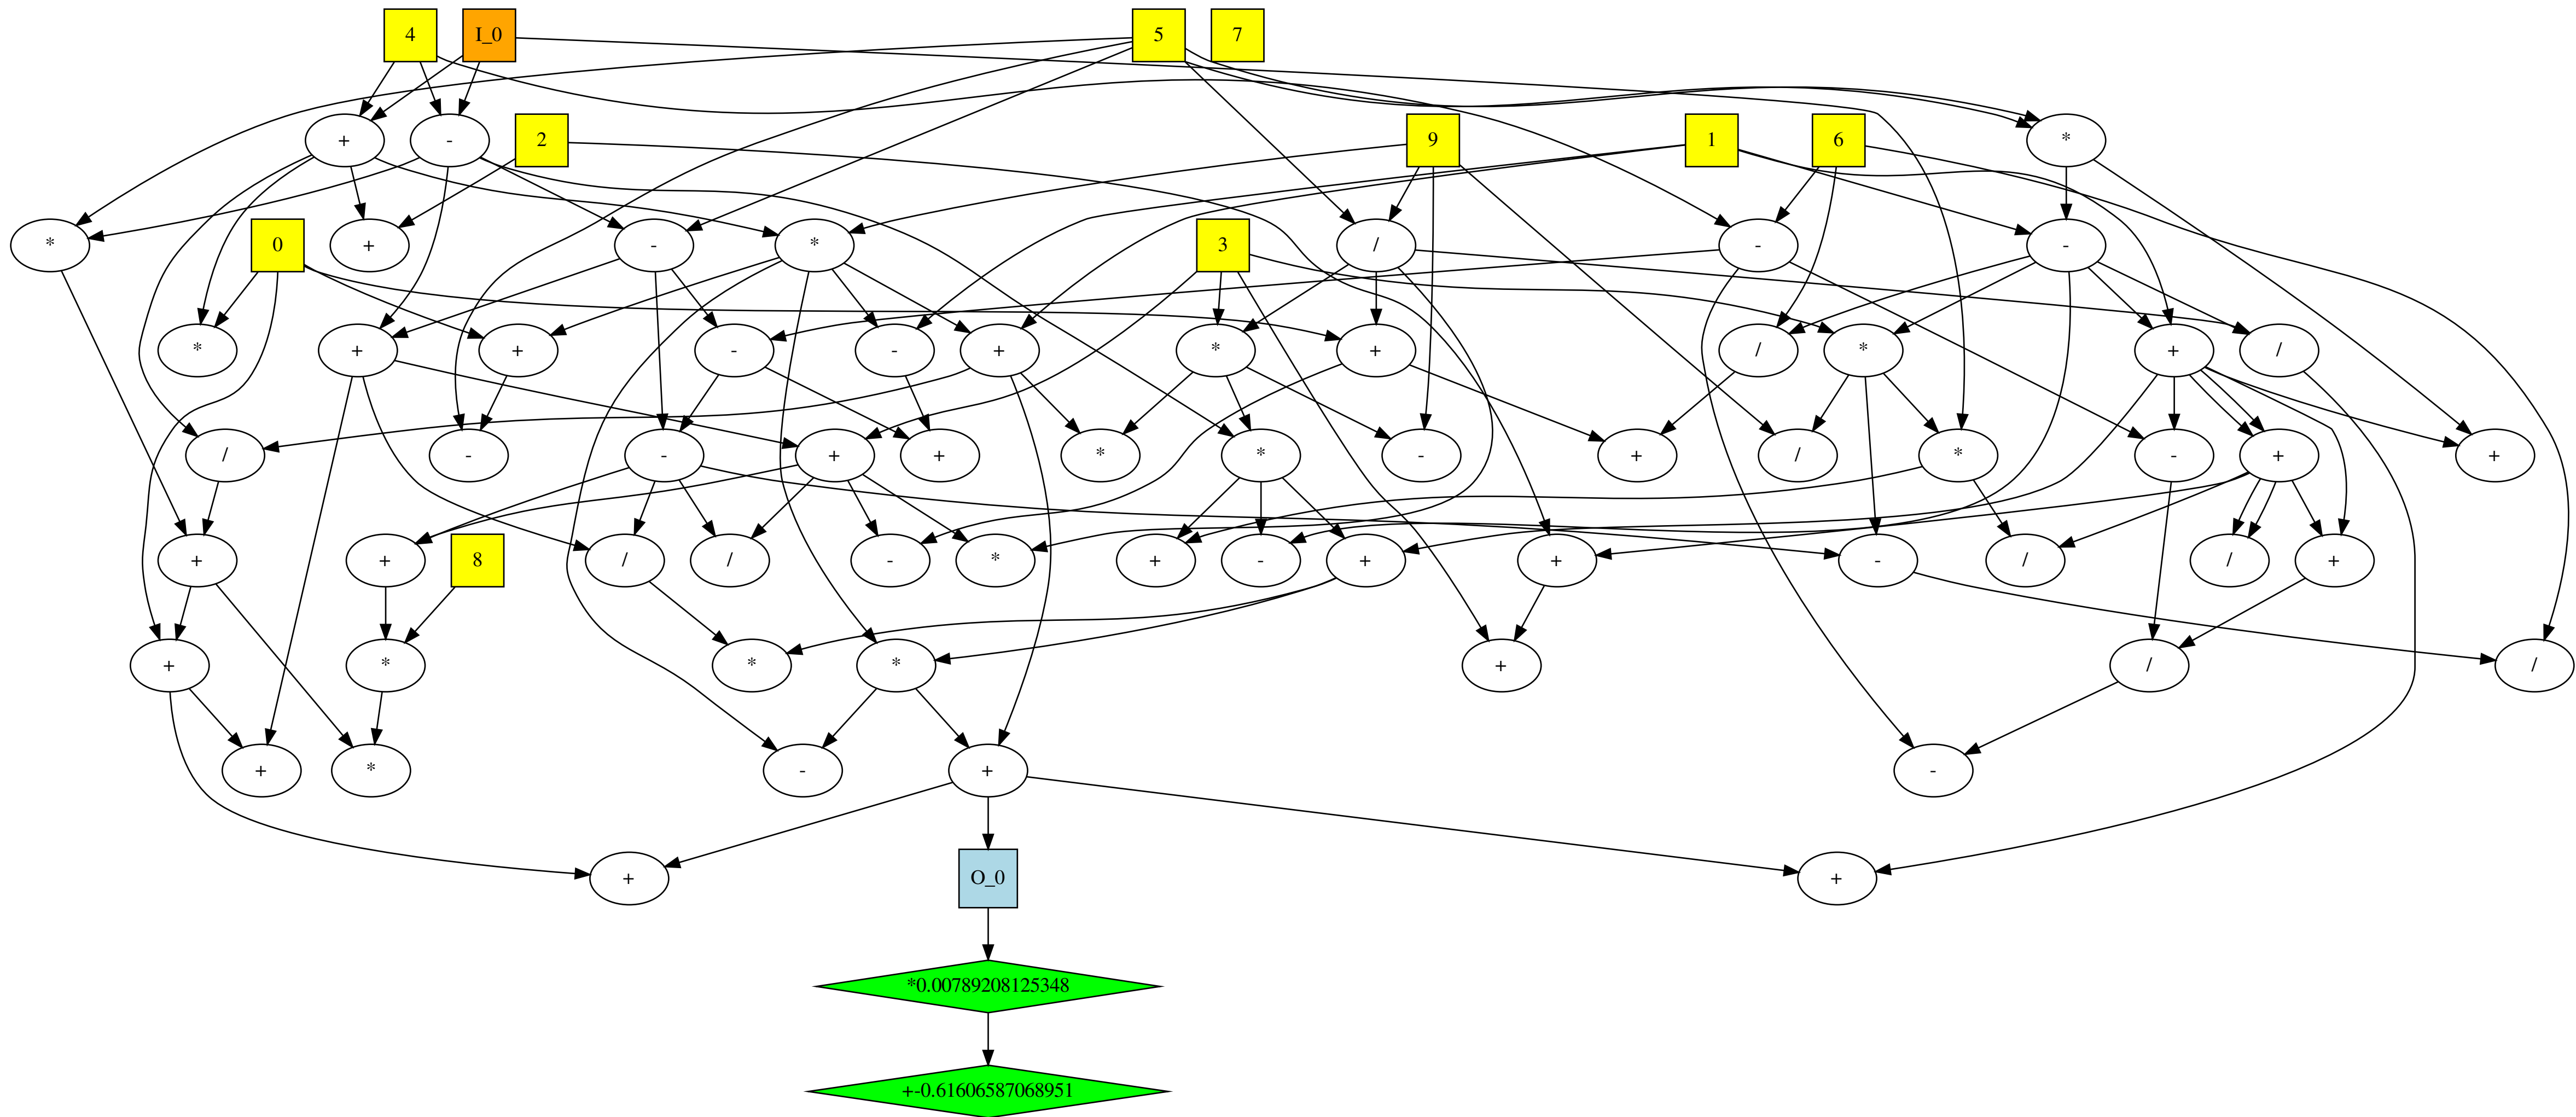 4 I_0 5 7
+ - 2 9 1 6 *
* 0 + - * 3 / - -
* + + - - + * + / * + /
/ - - + + * * - + / * - + +
+ + 8 / / - * + - + + - / / +
+ * * * + / /
+ * - + -
+ O_0 +
*0.00789208125348
+-0.61606587068951